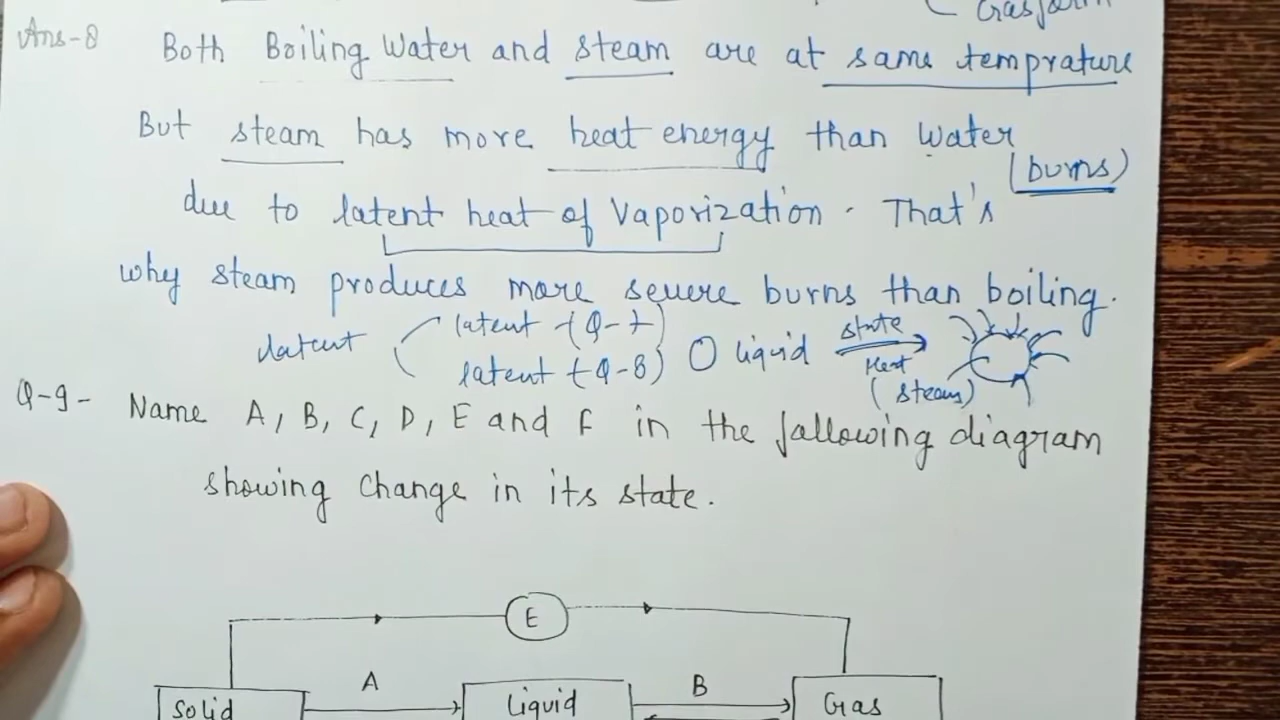 Gas form
Ans-8 Both Boiling Water and steam are at same temprature
But steam has more heat energy than water
(burns)
due to latent heat of Vaporization. That's
why steam produces more severe burns than boiling.
latent latent (Q-7)
latent (Q-8) liquid state Heat (steam)
Q-9- Name A, B, C, D, E and F in the following diagram
showing change in its state.
E
A B
Solid Liquid Gas